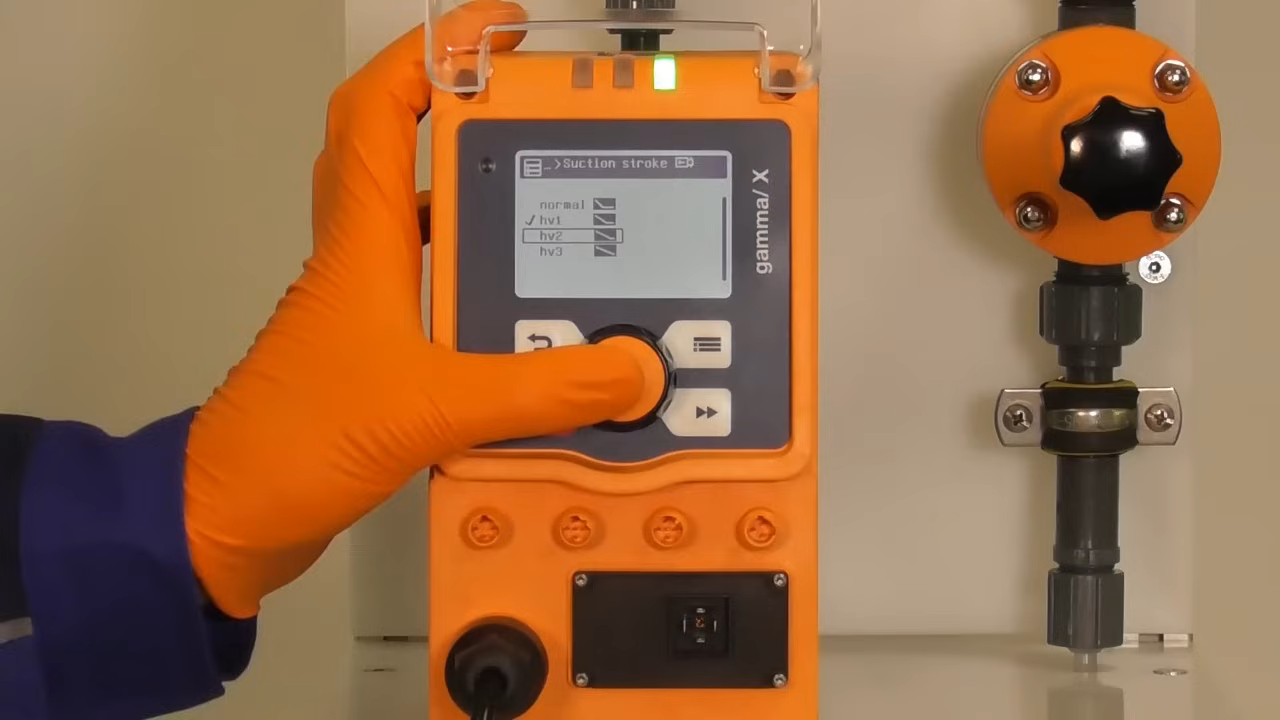 _>Suction stroke
normal
✓ hv1
hv2
hv3
gamma/ X